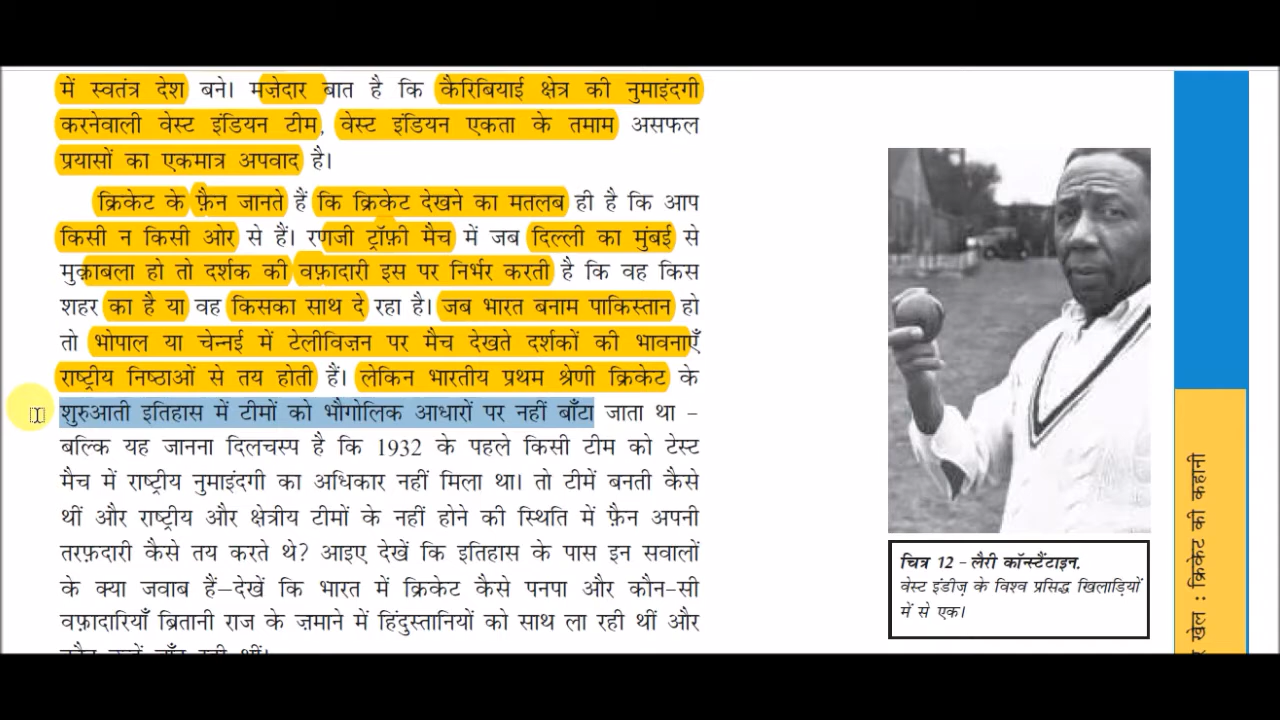 में स्वतंत्र देश बने। मज़ेदार बात है कि कैरिबियाई क्षेत्र की नुमाइंदगी
करनेवाली वेस्ट इंडियन टीम, वेस्ट इंडियन एकता के तमाम असफल
प्रयासों का एकमात्र अपवाद है।
क्रिकेट के फ़ैन जानते हैं कि क्रिकेट देखने का मतलब ही है कि आप
किसी न किसी ओर से हैं। रणजी ट्रॉफ़ी मैच में जब दिल्ली का मुंबई से
मुक़ाबला हो तो दर्शक की वफ़ादारी इस पर निर्भर करती है कि वह किस
शहर का है या वह किसका साथ दे रहा है। जब भारत बनाम पाकिस्तान हो
तो भोपाल या चेन्नई में टेलीविज़न पर मैच देखते दर्शकों की भावनाएँ
राष्ट्रीय निष्ठाओं से तय होती हैं। लेकिन भारतीय प्रथम श्रेणी क्रिकेट के
शुरुआती इतिहास में टीमों को भौगोलिक आधारों पर नहीं बाँटा जाता था –
बल्कि यह जानना दिलचस्प है कि 1932 के पहले किसी टीम को टेस्ट
मैच में राष्ट्रीय नुमाइंदगी का अधिकार नहीं मिला था। तो टीमें बनती कैसे
थीं और राष्ट्रीय और क्षेत्रीय टीमों के नहीं होने की स्थिति में फ़ैन अपनी
तरफ़दारी कैसे तय करते थे? आइए देखें कि इतिहास के पास इन सवालों
के क्या जवाब हैं–देखें कि भारत में क्रिकेट कैसे पनपा और कौन-सी
वफ़ादारियाँ ब्रितानी राज के ज़माने में हिंदुस्तानियों को साथ ला रही थीं और
चित्र 12 – लैरी कॉन्स्टैंटाइन.
वेस्ट इंडीज़ के विश्व प्रसिद्ध खिलाड़ियों
में से एक।
खेल : क्रिकेट की कहानी